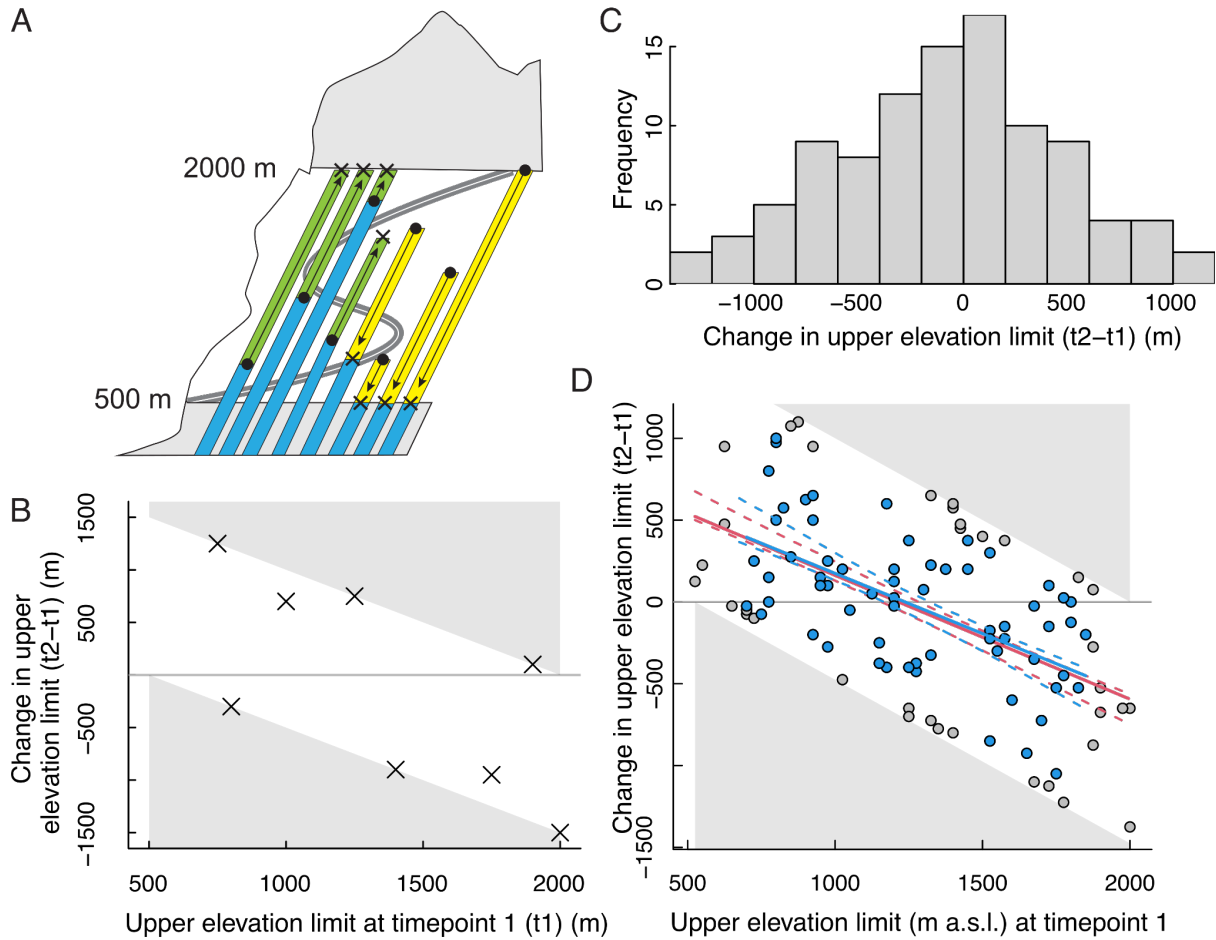 A
2000 m
500 m
B
1500
500
−500
−1500
500
1000
1500
2000
Change in upper
elevation limit (t2−t1) (m)
Upper elevation limit at timepoint 1 (t1) (m)
C
15
10
5
0
Frequency
−1000
−500
0
500
1000
Change in upper elevation limit (t2−t1) (m)
D
1000
500
0
−500
−1500
Change in upper elevation limit (t2−t1)
500
1000
1500
2000
Upper elevation limit (m a.s.l.) at timepoint 1